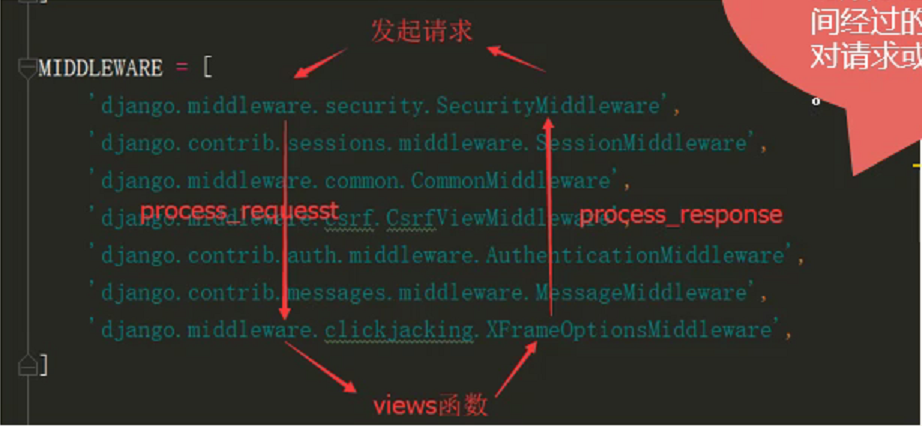 间经过的
对请求或
。
发起请求
MIDDLEWARE = [
'django.middleware.security.SecurityMiddleware',
'django.contrib.sessions.middleware.SessionMiddleware',
'django.middleware.common.CommonMiddleware',
process_requesst
'django.middleware.csrf.CsrfViewMiddleware',
process_response
'django.contrib.auth.middleware.AuthenticationMiddleware',
'django.contrib.messages.middleware.MessageMiddleware',
'django.middleware.clickjacking.XFrameOptionsMiddleware',
]
views函数